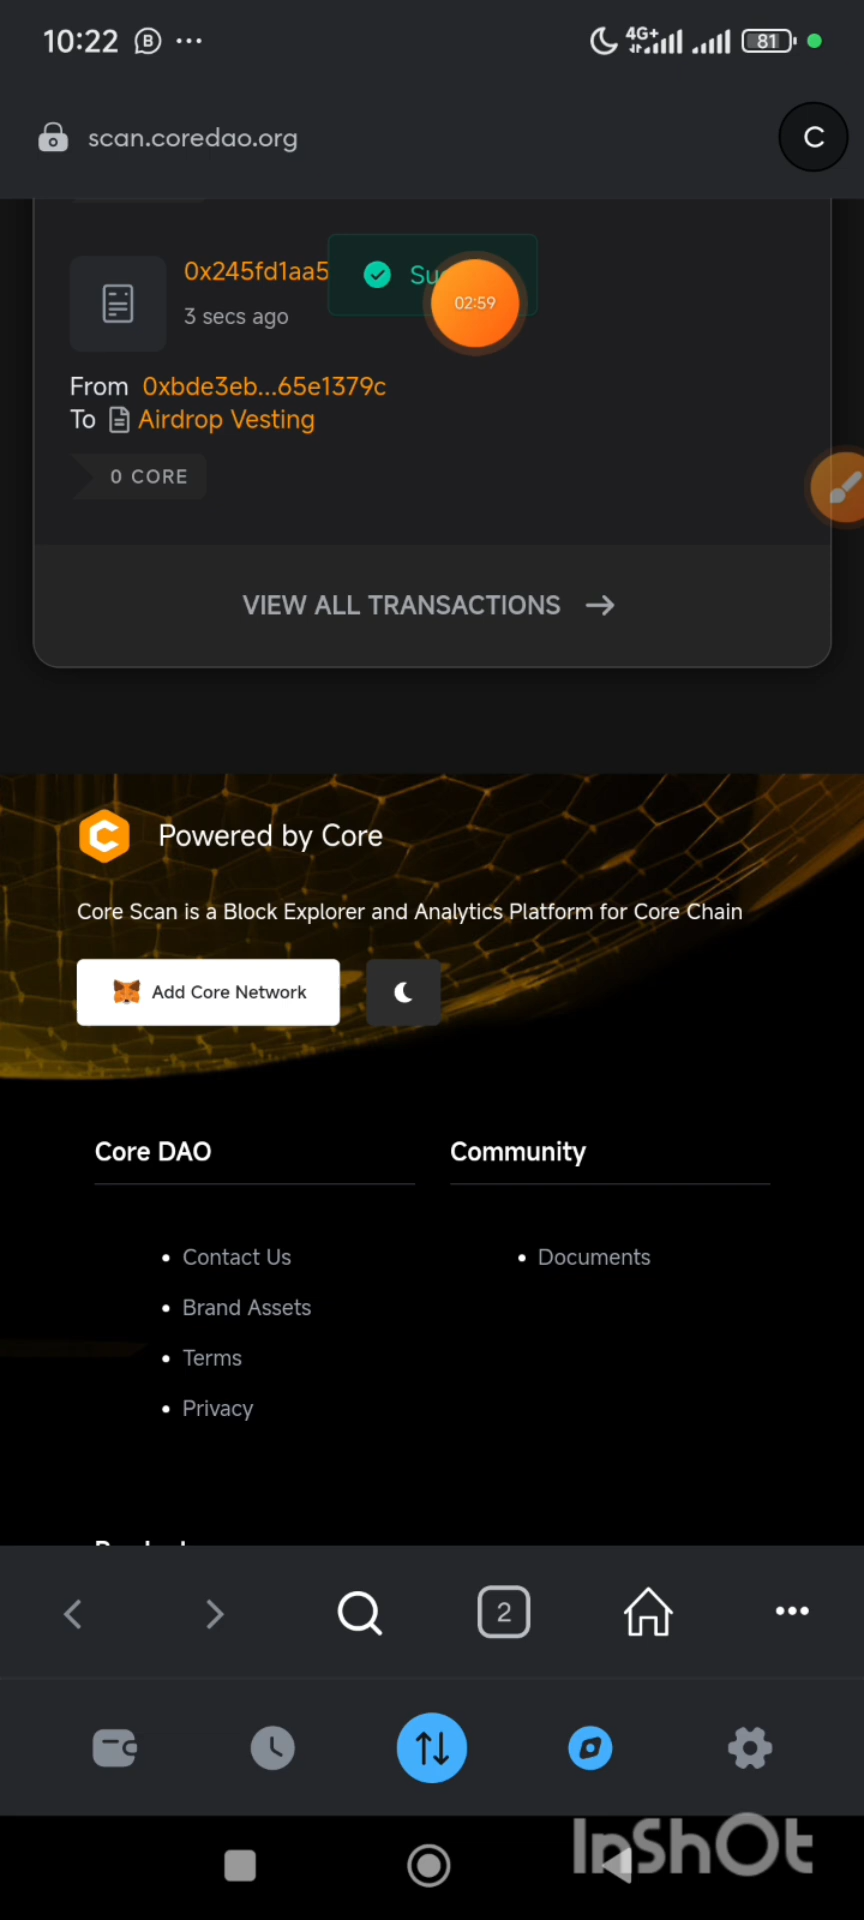 10:22
4G+
81
scan.coredao.org
C
0x245fd1aa5
02:59
3 secs ago
From 0xbde3eb...65e1379c
To Airdrop Vesting
0 CORE
VIEW ALL TRANSACTIONS
Powered by Core
Core Scan is a Block Explorer and Analytics Platform for Core Chain
Add Core Network
Core DAO
Community
Contact Us
Documents
Brand Assets
Terms
Privacy
2
InShOt